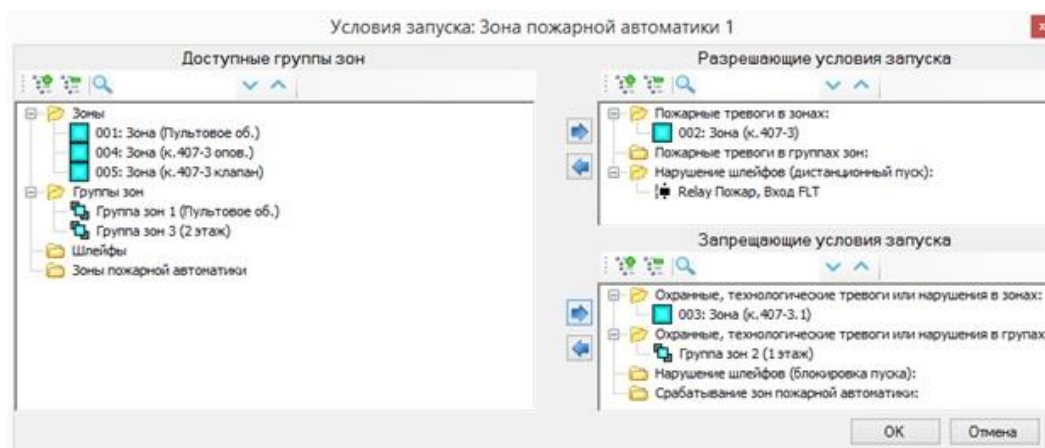 Условия запуска: Зона пожарной автоматики 1
x
Доступные группы зон
Зоны
001: Зона (Пультовое об.)
004: Зона (к.407-3 опов.)
005: Зона (к.407-3 клапан)
Группы зон
Группа зон 1 (Пультовое об.)
Группа зон 3 (2 этаж)
Шлейфы
Зоны пожарной автоматики
Разрешающие условия запуска
Пожарные тревоги в зонах:
002: Зона (к.407-3)
Пожарные тревоги в группах зон:
Нарушение шлейфов (дистанционный пуск):
Relay Пожар, Вход FLT
Запрещающие условия запуска
Охранные, технологические тревоги или нарушения в зонах:
003: Зона (к.407-3.1)
Охранные, технологические тревоги или нарушения в групах
Группа зон 2 (1 этаж)
Нарушение шлейфов (блокировка пуска):
Срабатывание зон пожарной автоматики:
OK
Отмена